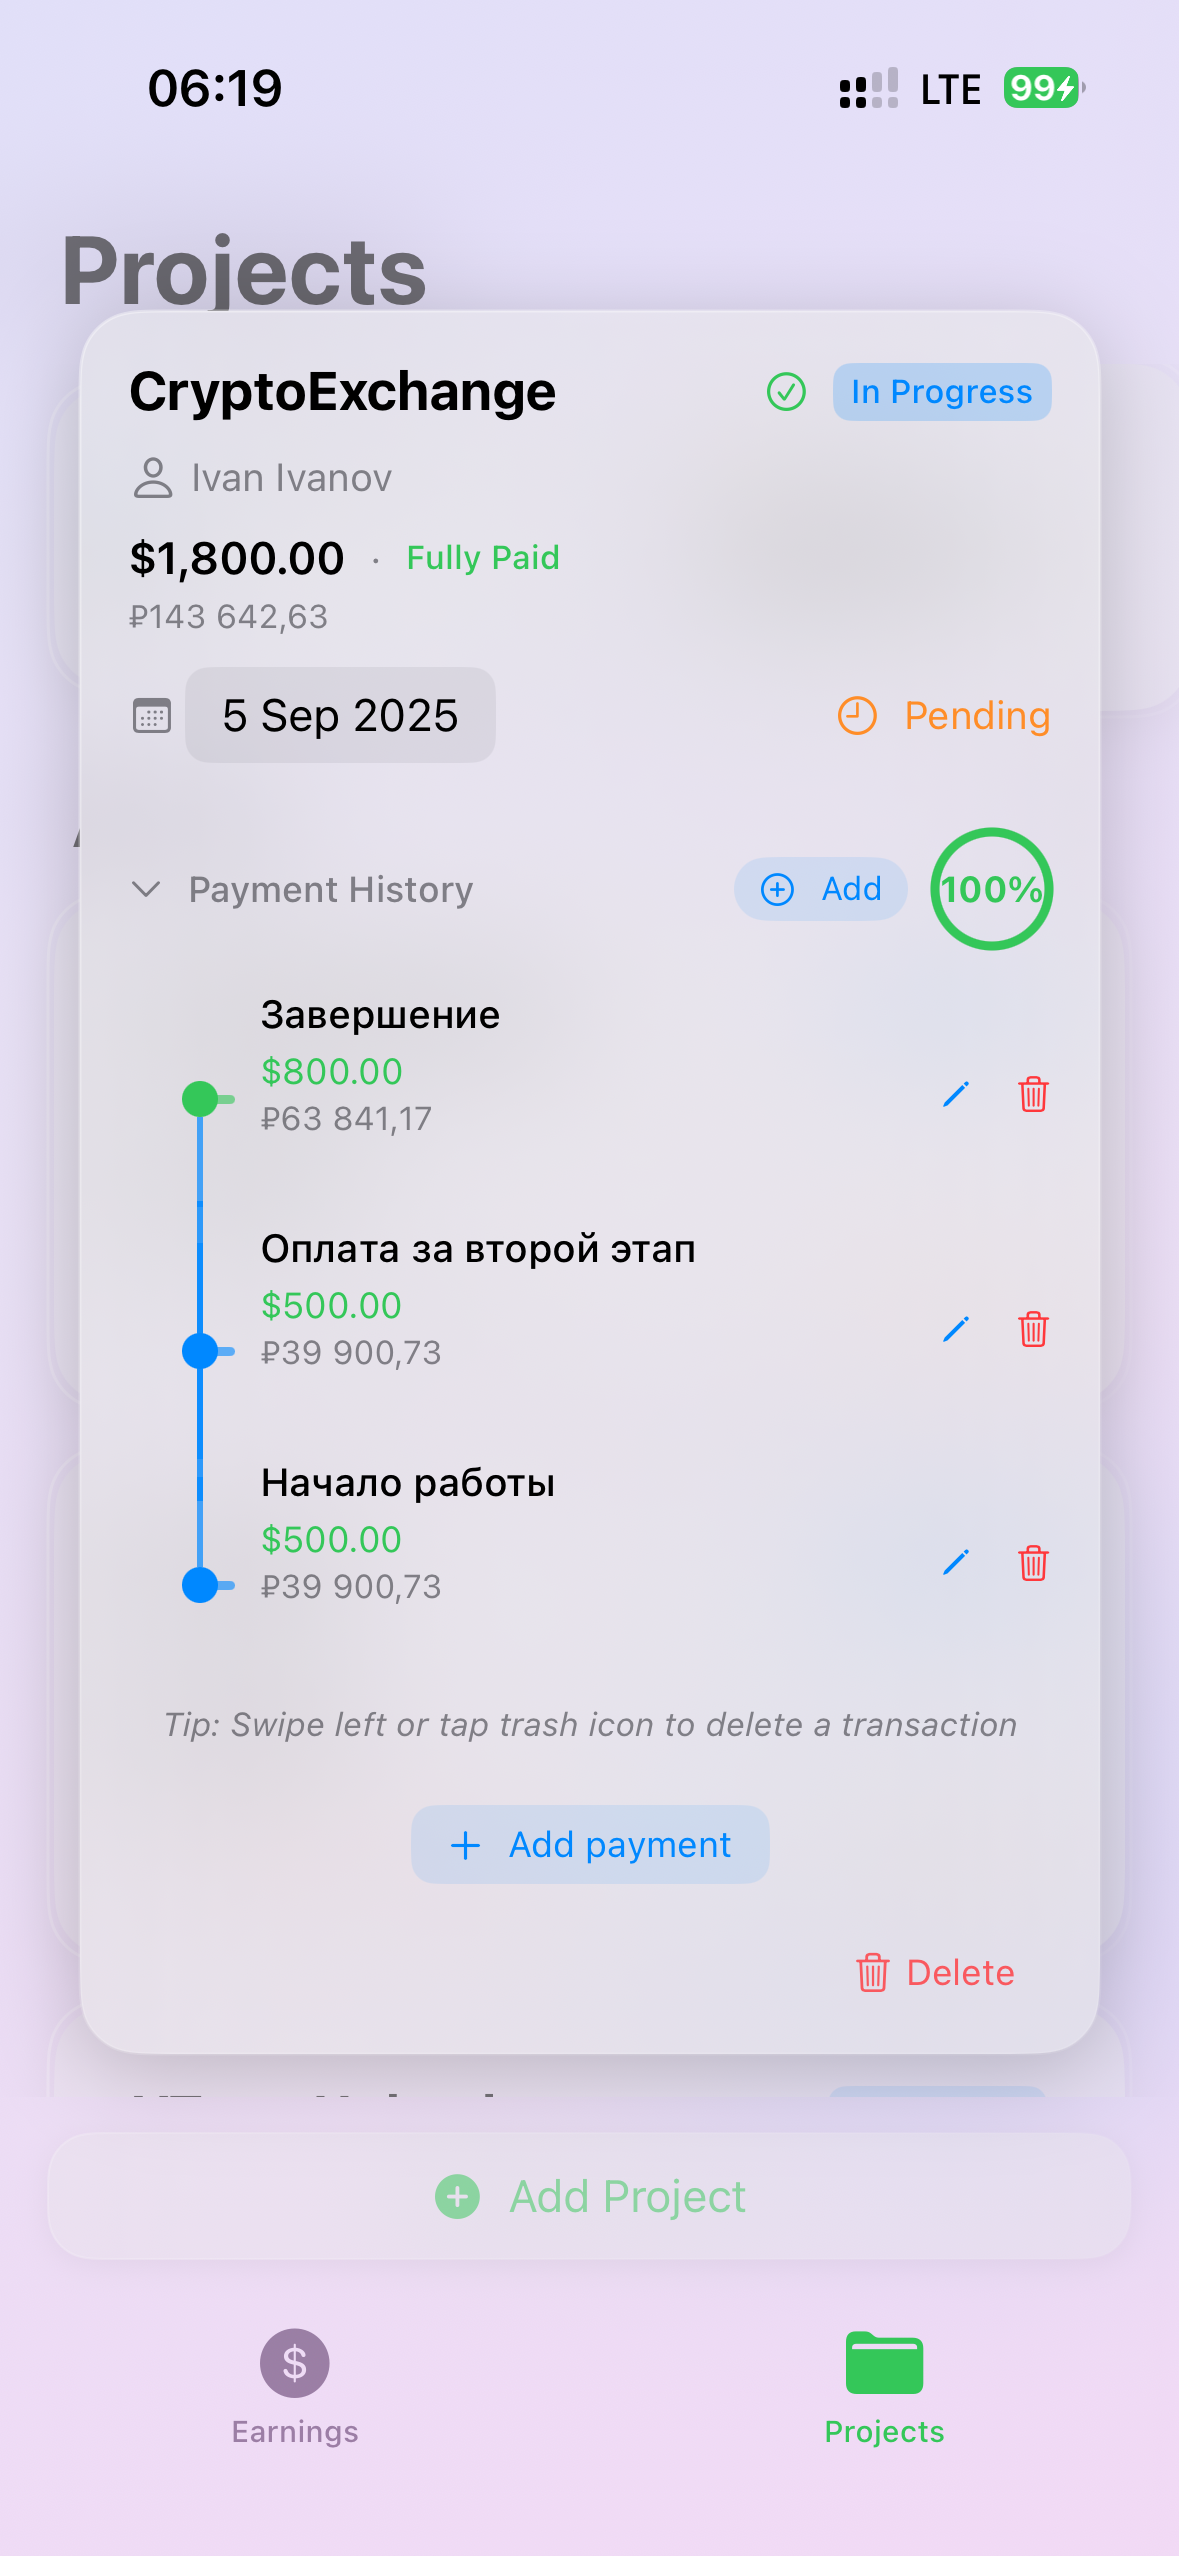 06:19
LTE 99
Projects
CryptoExchange
In Progress
Ivan Ivanov
$1,800.00 · Fully Paid
₽143 642,63
5 Sep 2025
Pending
Payment History
Add
100%
Завершение
$800.00
₽63 841,17
Оплата за второй этап
$500.00
₽39 900,73
Начало работы
$500.00
₽39 900,73
Tip: Swipe left or tap trash icon to delete a transaction
Add payment
Delete
Add Project
Earnings
Projects